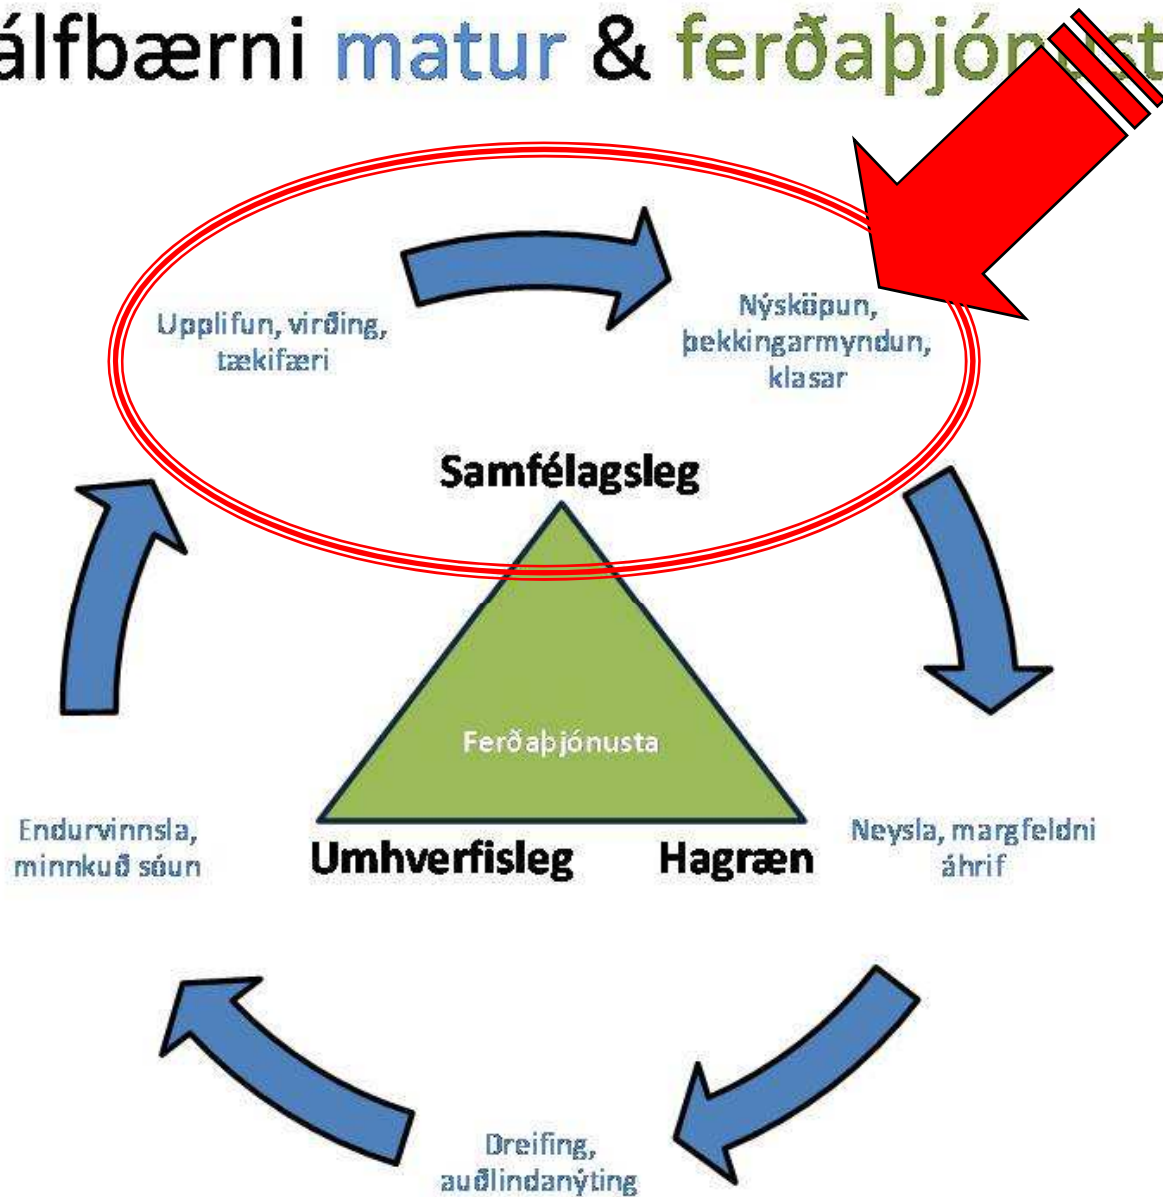 álfbærni matur & ferðaþjónust
Upplifun, virðing,
tækifæri
Nýsköpun,
þekkingarmyndun,
klasar
Samfélagsleg
Ferðaþjónusta
Endurvinnsla,
minnkuð sóun
Umhverfisleg
Hagræn
Neysla, margfeldni
áhrif
Dreifing,
auðlindanýting